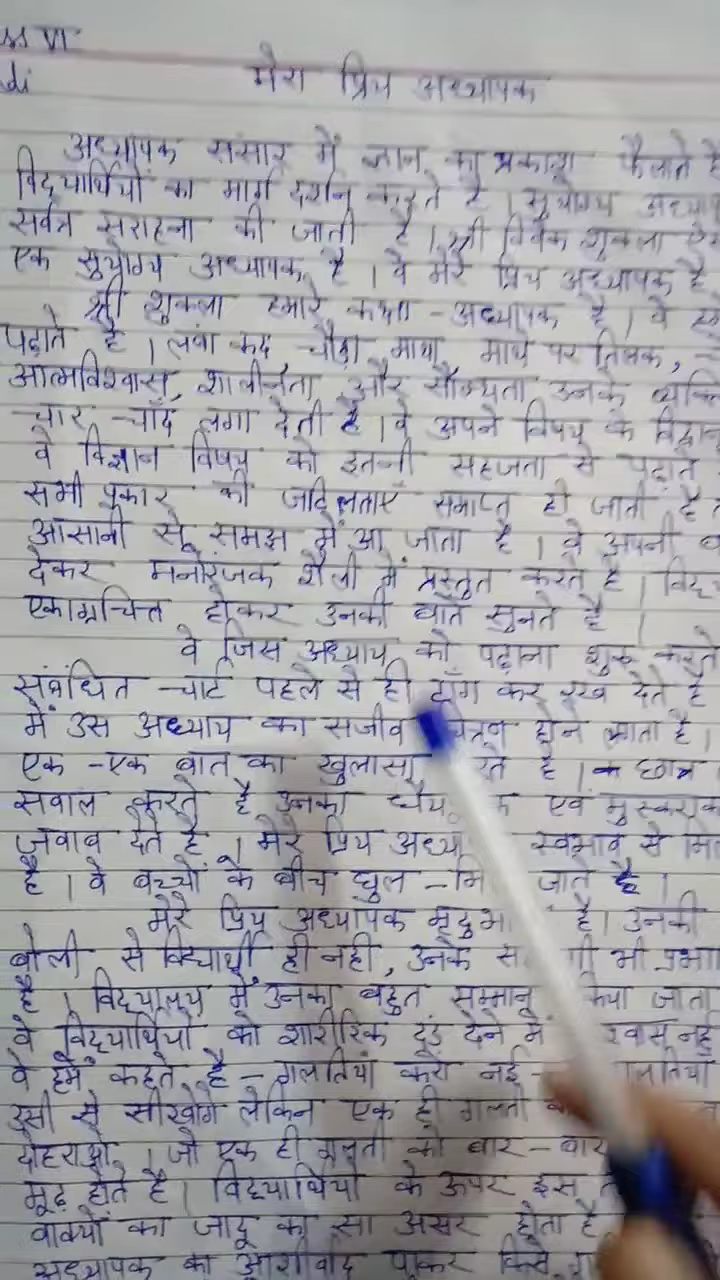 VI
मेरा प्रिय अध्यापक
अध्यापक संसार में ज्ञान का प्रकाश फैलाते है
विद्यार्थियों का मार्ग दर्शन करते है । सुयोग्य
सर्वत्र सराहना की जाती है । श्री विवेक शुक्ला
एक सुयोग्य अध्यापक है । वे मेरे प्रिय अध्यापक है
श्री शुक्ला हमारे कक्षा - अध्यापक है । वे
पढ़ाते है । लंबा कद, चौड़ा माथा, माथे पर तिलक,
आत्मविश्वास, शालीनता और सौम्यता उनके
चार - चाँद लगा देती है । वे अपने विषय के
वे विज्ञान विषय को इतनी सहजता से पढ़ाते
सभी प्रकार की जटिलताएँ समाप्त हो जाती है
आसानी से समझ में आ जाता है । वे अपनी
देकर मनोरंजक शैली में प्रस्तुत करते है ।
एकाग्रचित्त होकर उनकी बातें सुनते है ।
वे जिस अध्याय को पढ़ाना शुरू करते
संबंधित चार्ट पहले से ही टाँग कर रख देते है
में उस अध्याय का सजीव होने लगता है ।
एक - एक बात का खुलासा है । छात्र
सवाल करते है उनका एवं
जवाब देते है । मेरे प्रिय स्वभाव से
है । वे बच्चों के बीच घुल - जाते है ।
मेरे प्रिय अध्यापक है । उनकी
बोली से विद्यार्थी ही नही, उनके भी
है । विद्यालय में उनका बहुत सम्मान जाता
वे विद्यार्थियों को शारीरिक दंड देने में
वे हमें कहते है - गलतियां करो नई -
उसी से सीखोगे लेकिन एक ही गलती
दोहराओ । जो एक ही गलती को बार - बार
मूढ़ होते है । विद्यार्थियों के ऊपर इस
वाक्यों का जादू का सा असर होता है
अध्यापक का आशीर्वाद पाकर